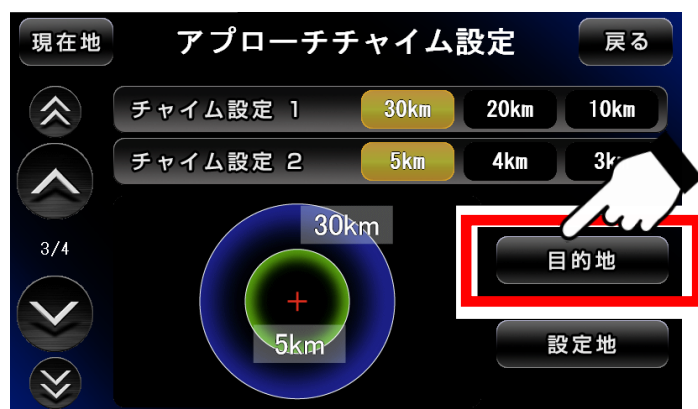 現在地 アプローチチャイム設定 戻る
チャイム設定 1 30km 20km 10km
チャイム設定 2 5km 4km
30km
3/4
目的地
5km
設定地